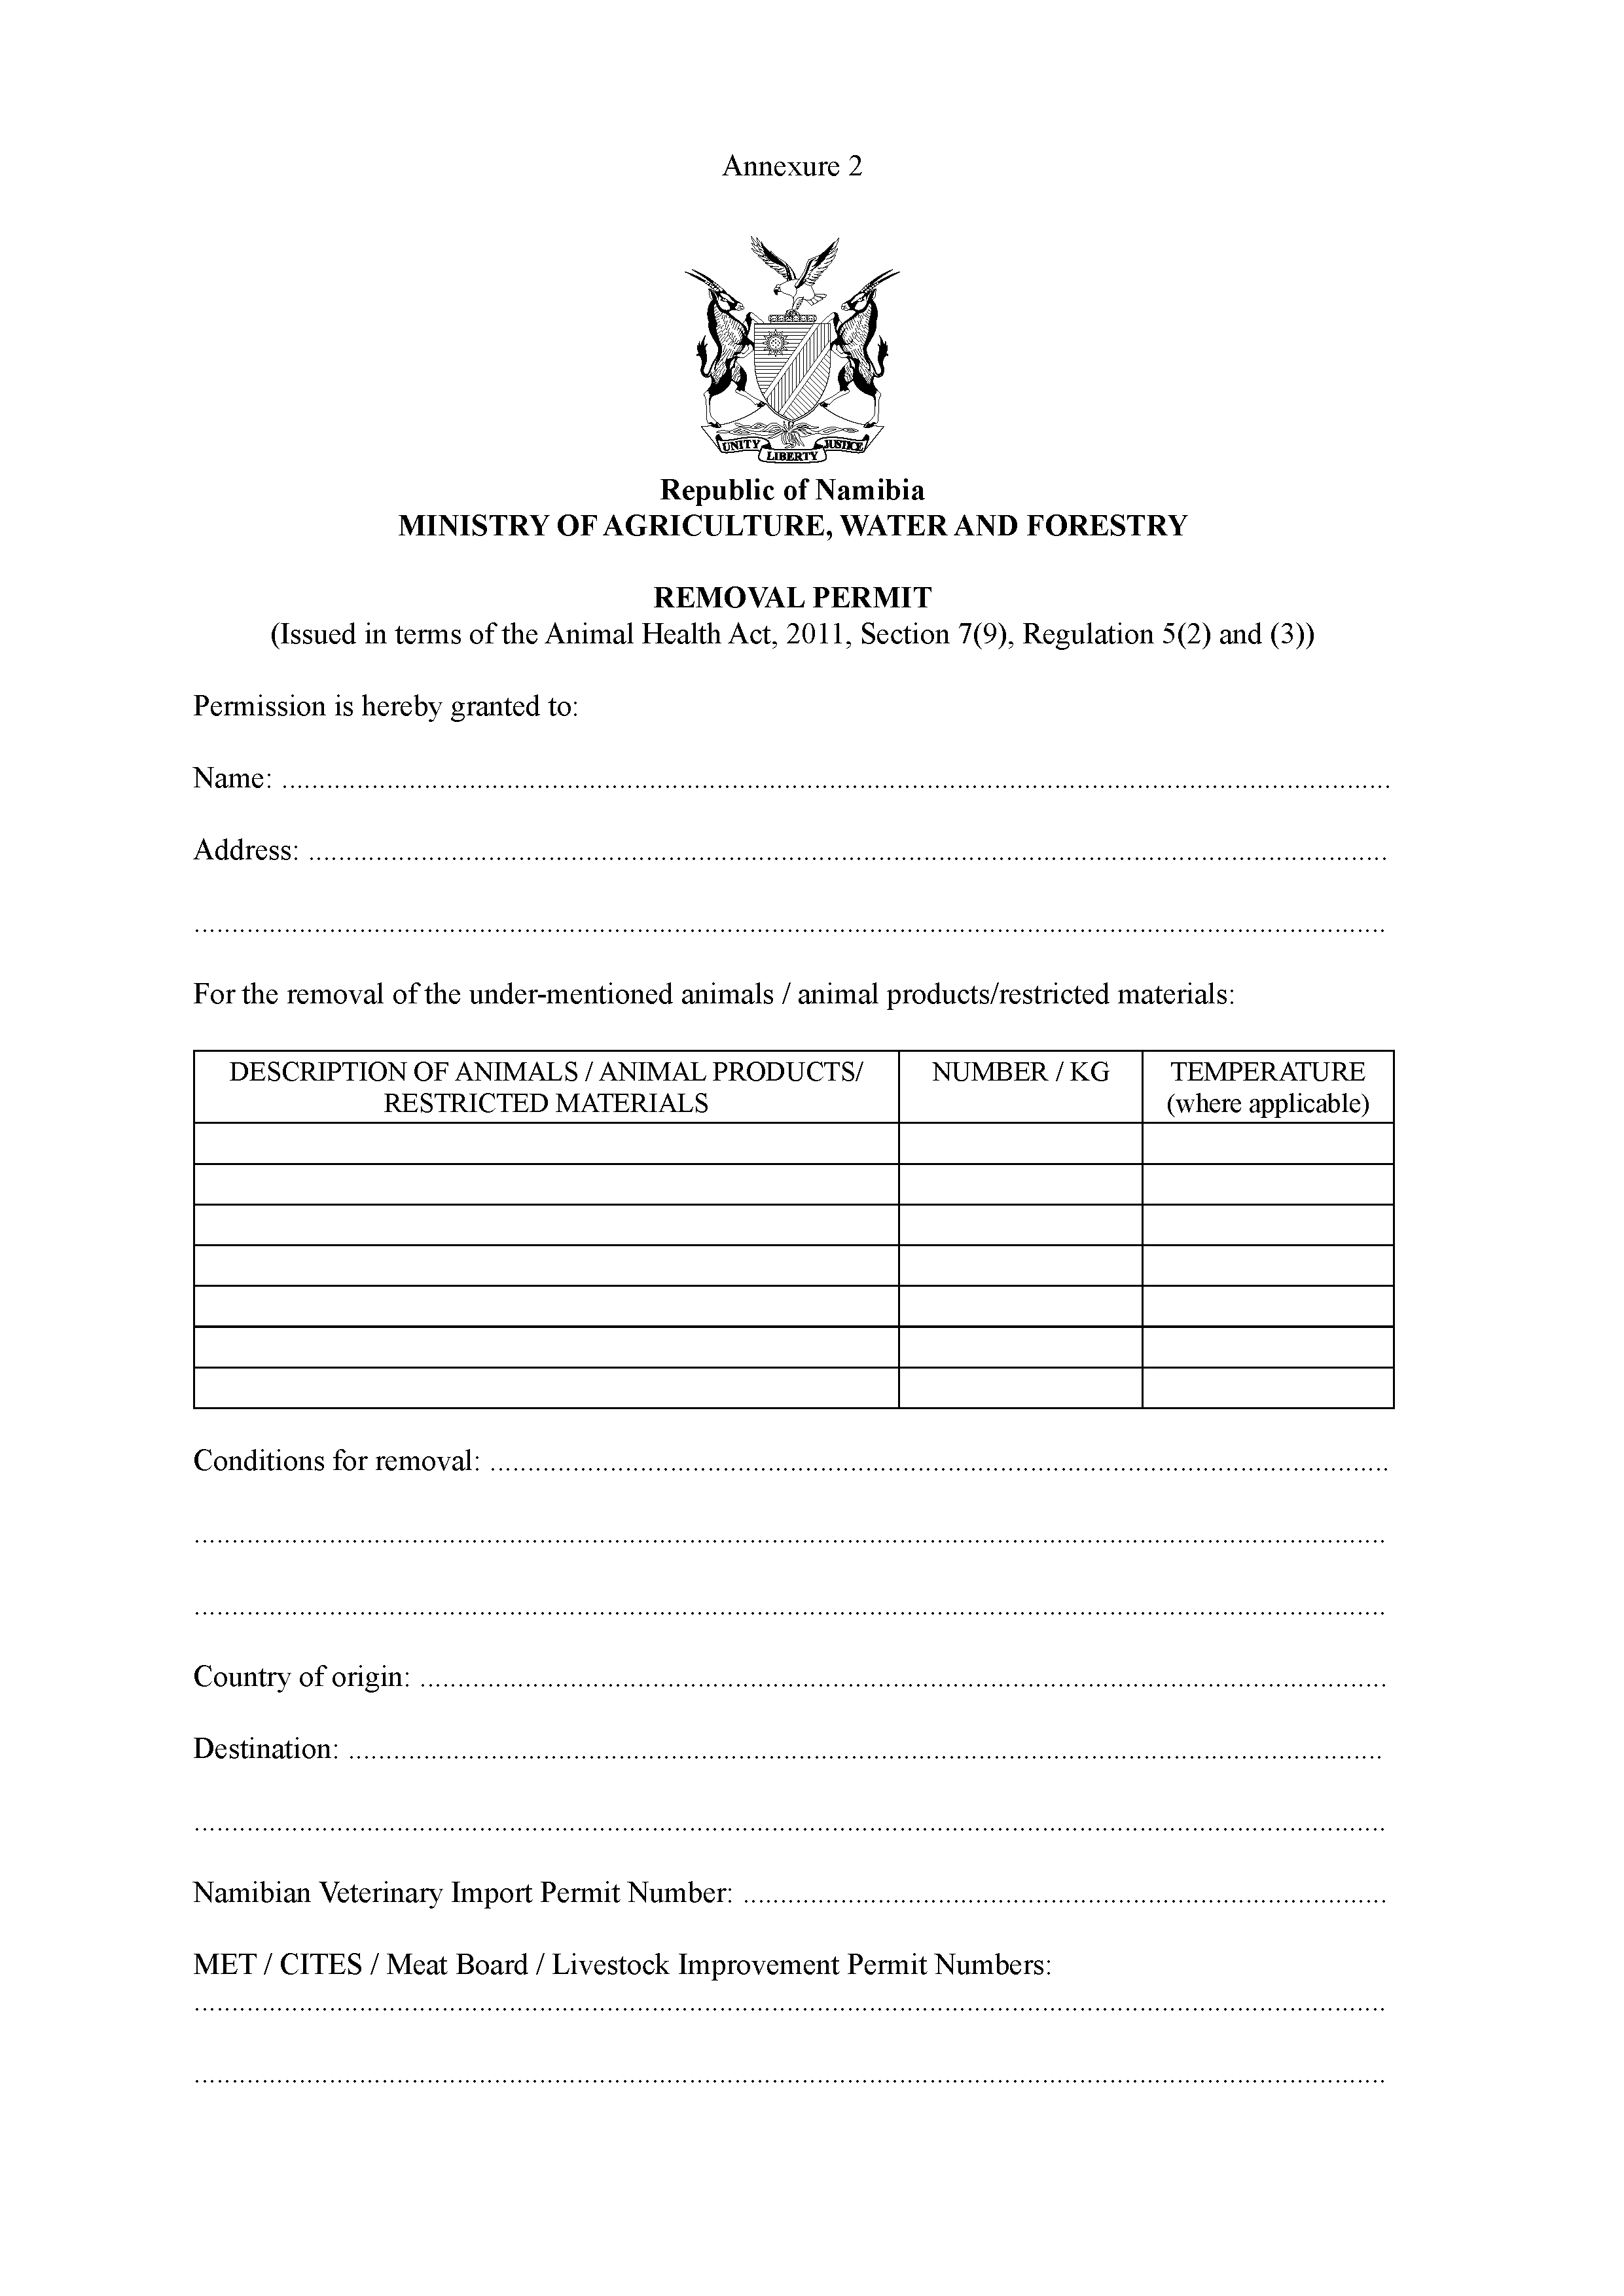 Annexure 2
UNITY LIBERTY JUSTICE
Republic of Namibia
MINISTRY OF AGRICULTURE, WATER AND FORESTRY
REMOVAL PERMIT
(Issued in terms of the Animal Health Act, 2011, Section 7(9), Regulation 5(2) and (3))
Permission is hereby granted to:
Name: ....................................................................................................................................................
Address: ................................................................................................................................................
...............................................................................................................................................................
For the removal of the under-mentioned animals / animal products/restricted materials:
DESCRIPTION OF ANIMALS / ANIMAL PRODUCTS/
RESTRICTED MATERIALS
NUMBER / KG
TEMPERATURE
(where applicable)
Conditions for removal: ........................................................................................................................
...............................................................................................................................................................
...............................................................................................................................................................
Country of origin: .................................................................................................................................
Destination: ..........................................................................................................................................
...............................................................................................................................................................
Namibian Veterinary Import Permit Number: ......................................................................................
MET / CITES / Meat Board / Livestock Improvement Permit Numbers:
...............................................................................................................................................................
...............................................................................................................................................................